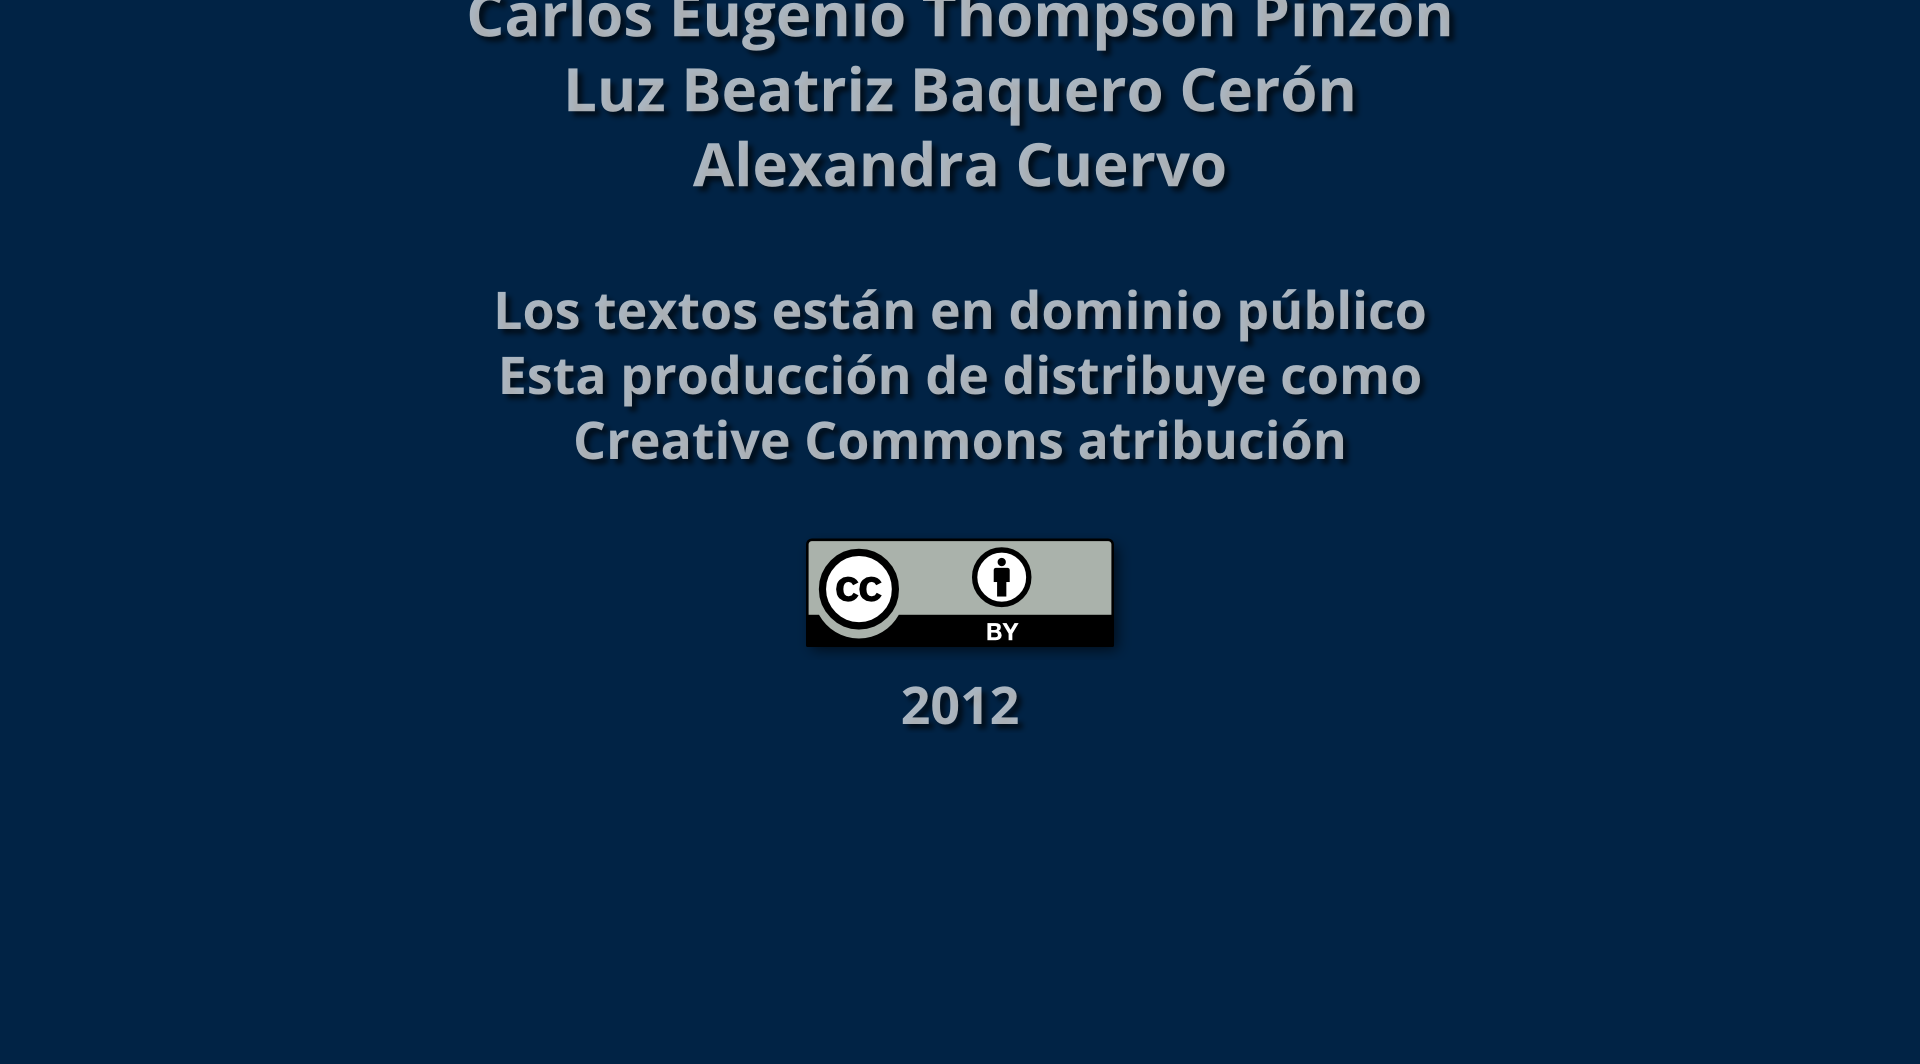 Carlos Eugenio Thompson Pinzón
Luz Beatriz Baquero Cerón
Alexandra Cuervo
Los textos están en dominio público
Esta producción de distribuye como
Creative Commons atribución
CC
BY
2012